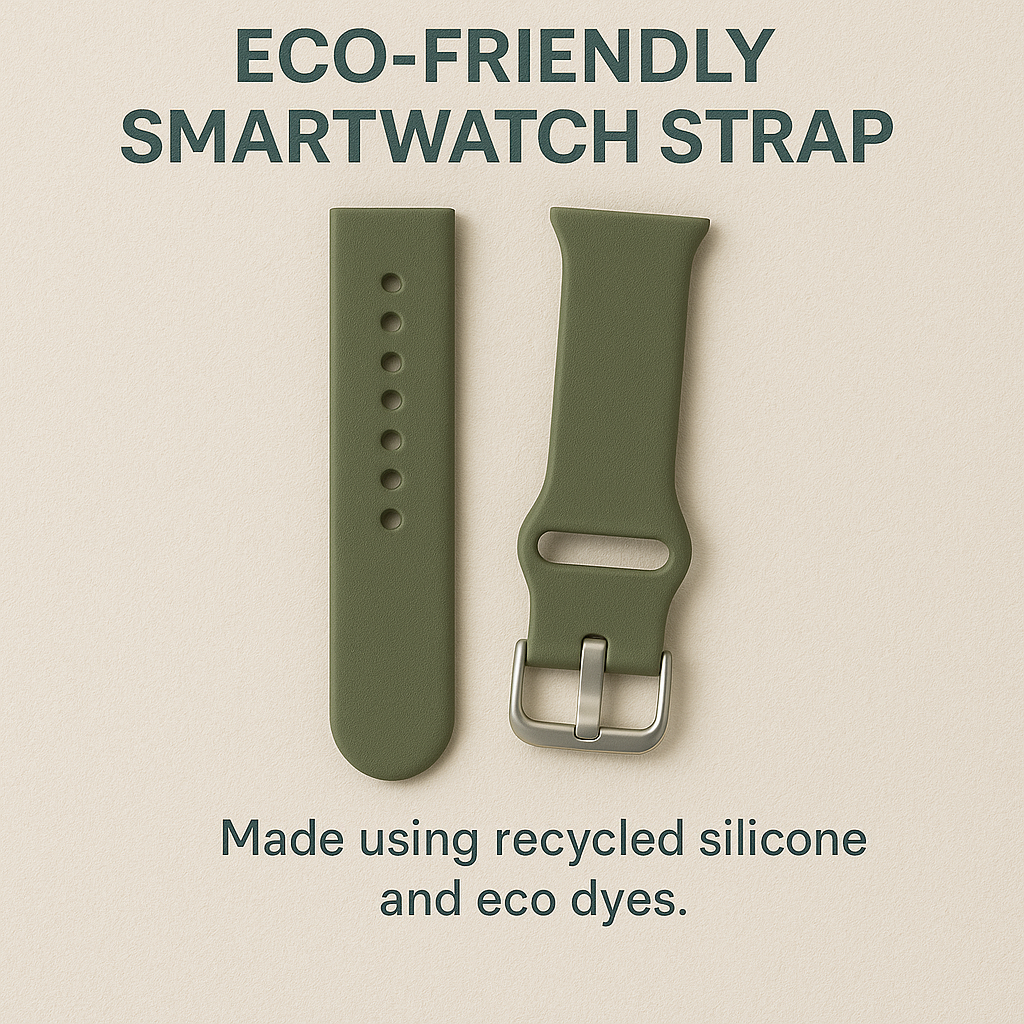 ECO-FRIENDLY
SMARTWATCH STRAP
Made using recycled silicone
and eco dyes.